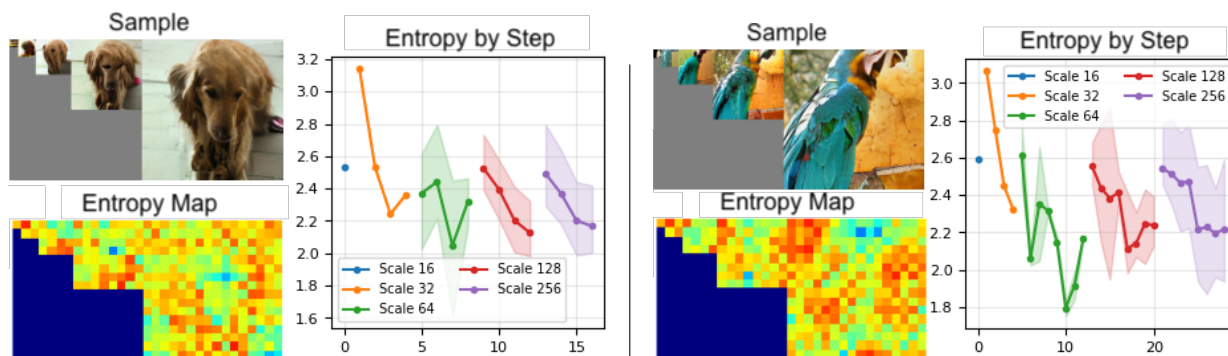 Sample
Entropy by Step
3.2
3.0
2.8
2.6
2.4
2.2
2.0
1.8
1.6
0
5
10
15
Scale 16
Scale 32
Scale 64
Scale 128
Scale 256
Entropy Map
Sample
Entropy by Step
3.0
2.8
2.6
2.4
2.2
2.0
1.8
0
10
20
Scale 16
Scale 32
Scale 64
Scale 128
Scale 256
Entropy Map